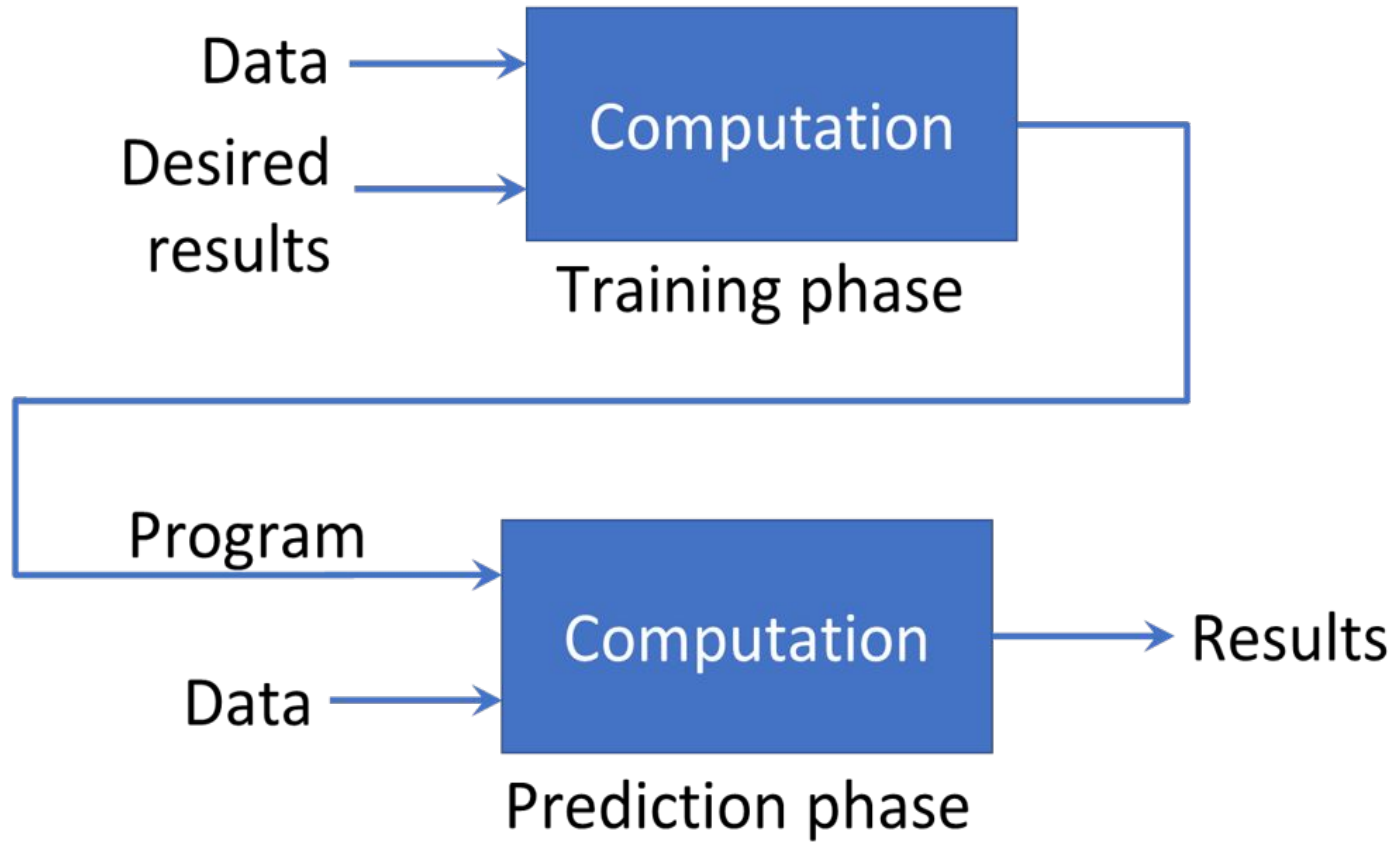 Data
Computation
Desired
results
Training phase
Program
Computation
Results
Data
Prediction phase